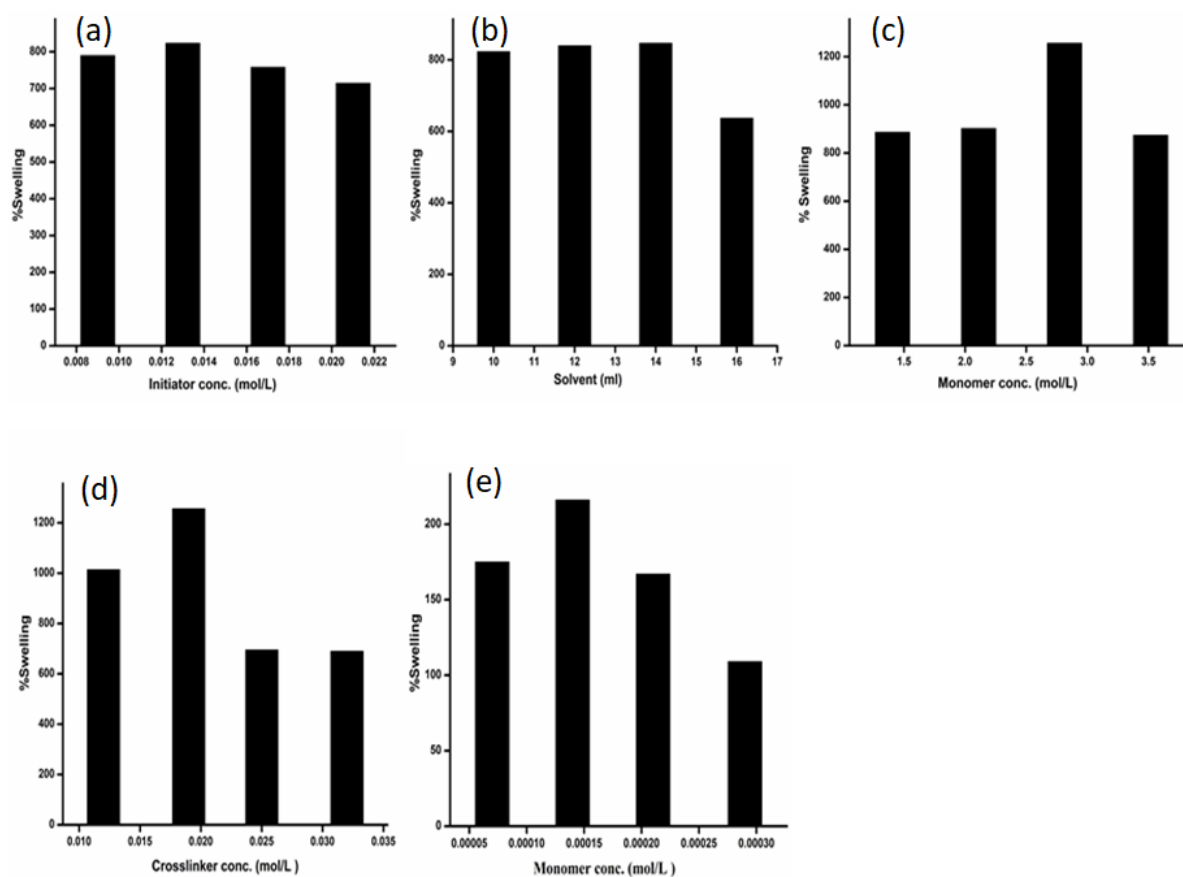 (a)
%Swelling
800
700
600
500
400
300
200
100
0
0.008 0.010 0.012 0.014 0.016 0.018 0.020 0.022
Initiator conc. (mol/L)
(b)
%Swelling
800
600
400
200
0
9 10 11 12 13 14 15 16 17
Solvent (ml)
(c)
% Swelling
1200
1000
800
600
400
200
0
1.5 2.0 2.5 3.0 3.5
Monomer conc. (mol/L)
(d)
%Swelling
1200
1000
800
600
400
200
0
0.010 0.015 0.020 0.025 0.030 0.035
Crosslinker conc. (mol/L )
(e)
%Swelling
200
150
100
50
0
0.00005 0.00010 0.00015 0.00020 0.00025 0.00030
Monomer conc. (mol/L )